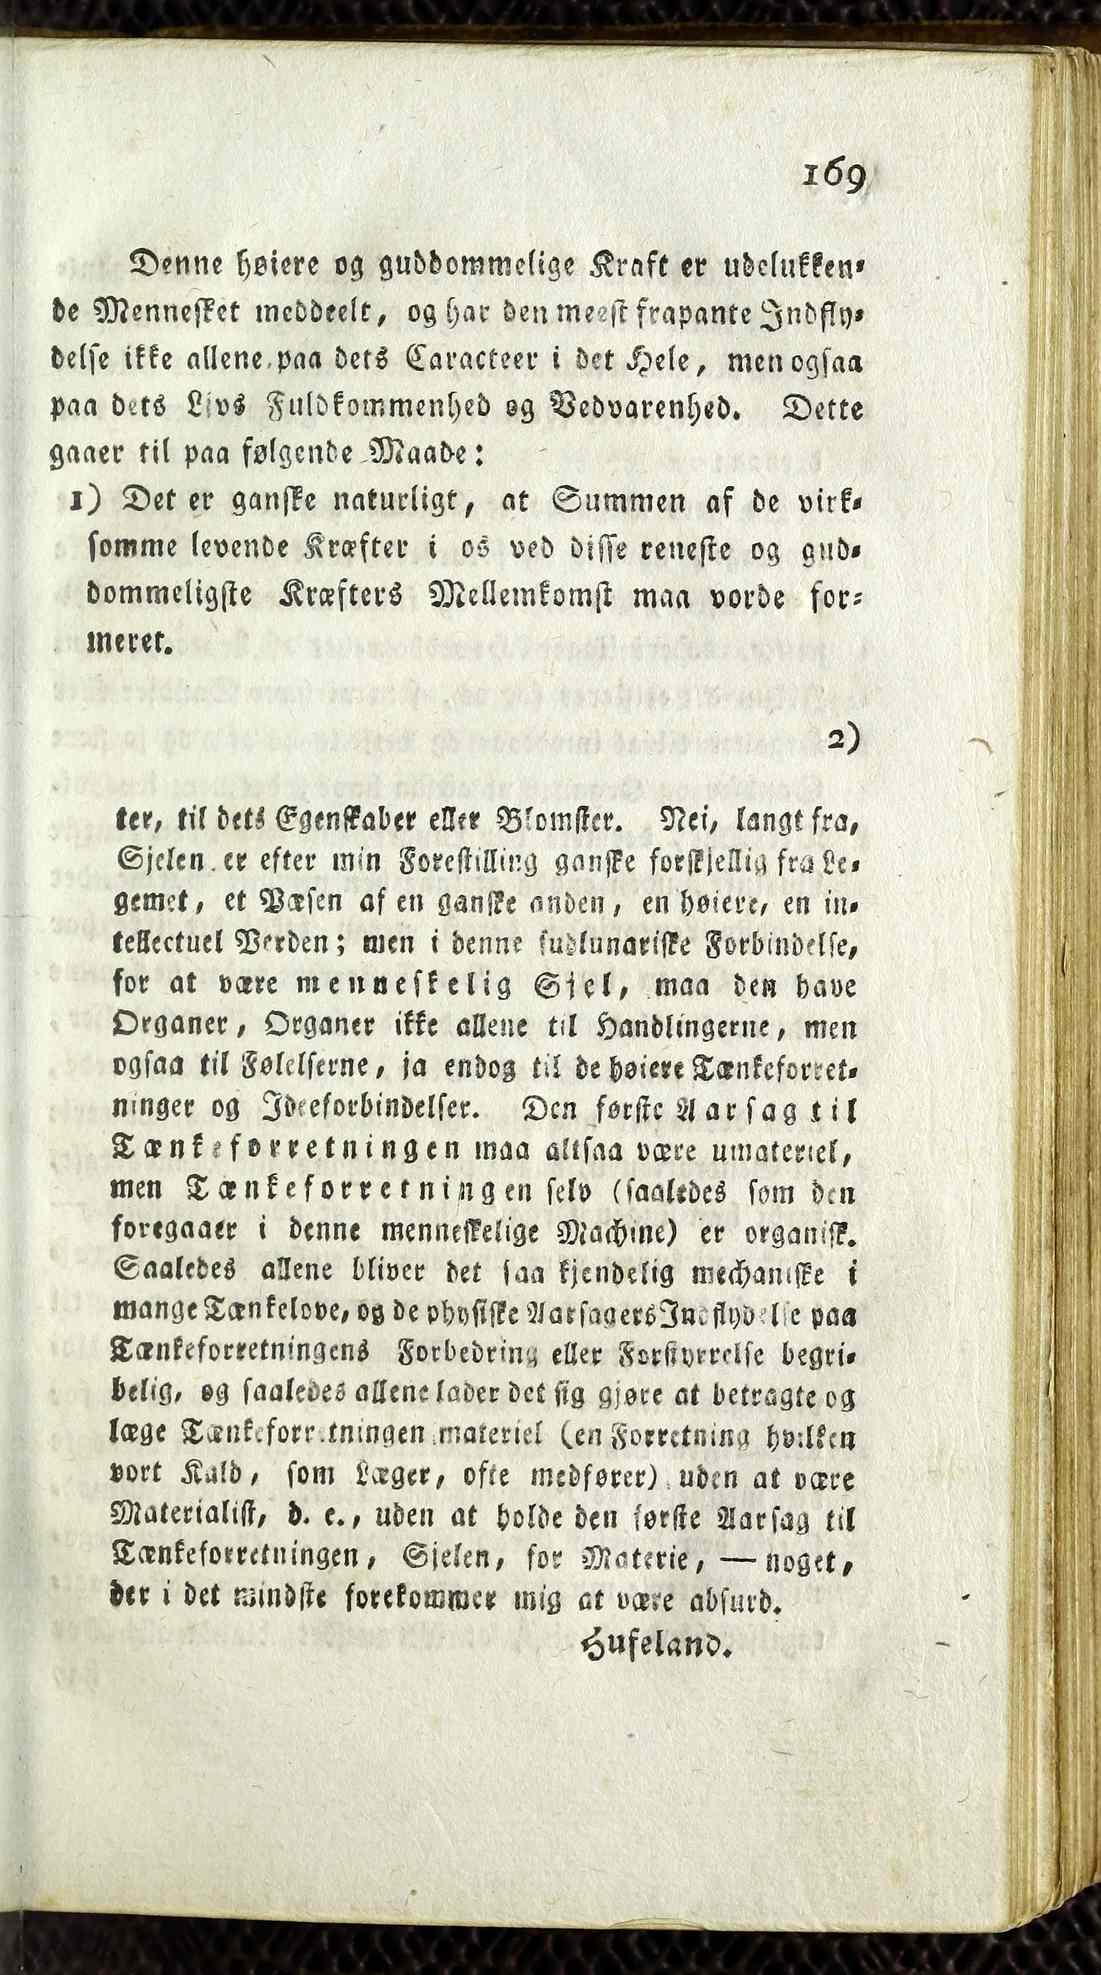 169
Denne høiere og guddommelige Kraft er udelukken-
de Mennesket meddeelt, og har den meest frapante Indfly-
delse ikke allene paa dets Caracteer i det Hele, men ogsaa
paa dets Livs Fuldkommenhed og Vedvarenhed. Dette
gaaer til paa følgende Maade:
1) Det er ganske naturligt, at Summen af de virk-
somme levende Kræfter i os ved disse reneste og gud-
dommeligste Kræfters Mellemkomst maa vorde for-
meret.
2)
ter, til dets Egenskaber eller Blomster. Nei, langt fra,
Sjelen er efter min Forestilling ganske forskjellig fra Le-
gemet, et Væsen af en ganske anden, en høiere, en in-
tellectuel Verden; men i denne sublunariske Forbindelse,
for at være menneskelig Sjel, maa den have
Organer, Organer ikke allene til Handlingerne, men
ogsaa til Følelserne, ja endog til de høiere Tænkeforret-
ninger og Ideeforbindelser. Den første Aarsag til
Tænkeforretningen maa altsaa være umateriel,
men Tænkeforretningen selv (saaledes som den
foregaaer i denne menneskelige Machine) er organisk.
Saaledes allene bliver det saa kjendelig mechaniske i
mange Tænkelove, og de physiske Aarsagers Indflydelse paa
Tænkeforretningens Forbedring eller Forstyrrelse begri-
belig, og saaledes allene lader det sig gjøre at betragte og
læge Tænkeforretningen materiel (en Forretning hvilken
vort Kald, som Læger, ofte medfører) uden at være
Materialist, d. e., uden at holde den første Aarsag til
Tænkeforretningen, Sjelen, for Materie, — noget,
der i det mindste forekommer mig at være absurd.
Hufeland.